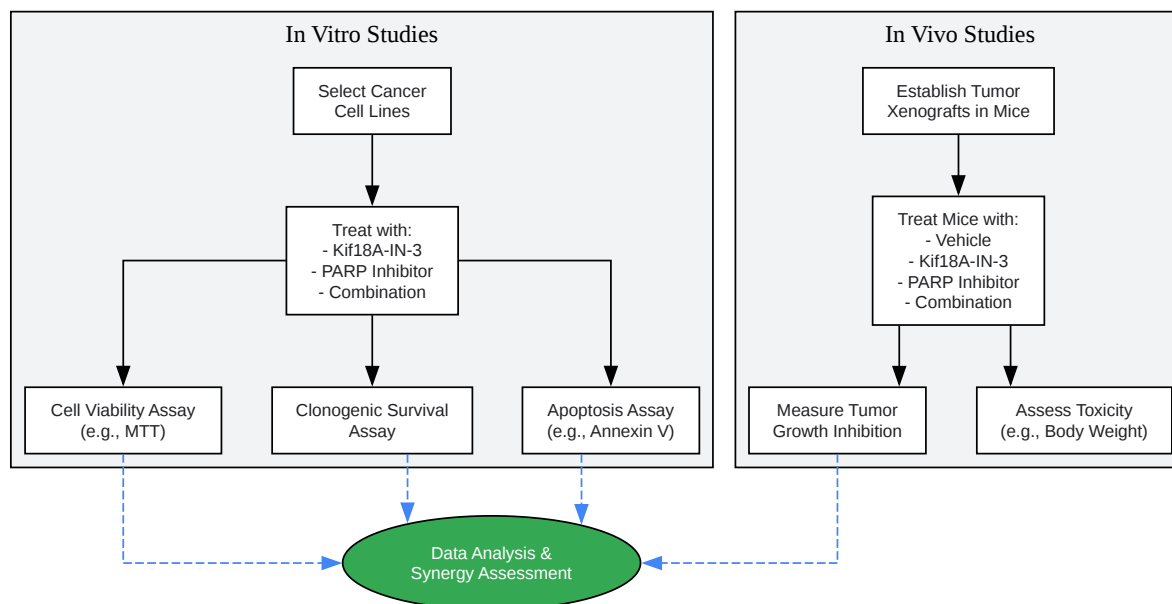 In Vitro Studies
Select Cancer
Cell Lines
Treat with:
- Kif18A-IN-3
- PARP Inhibitor
- Combination
Cell Viability Assay
(e.g., MTT)
Clonogenic Survival
Assay
Apoptosis Assay
(e.g., Annexin V)
In Vivo Studies
Establish Tumor
Xenografts in Mice
Treat Mice with:
- Vehicle
- Kif18A-IN-3
- PARP Inhibitor
- Combination
Measure Tumor
Growth Inhibition
Assess Toxicity
(e.g., Body Weight)
Data Analysis &
Synergy Assessment